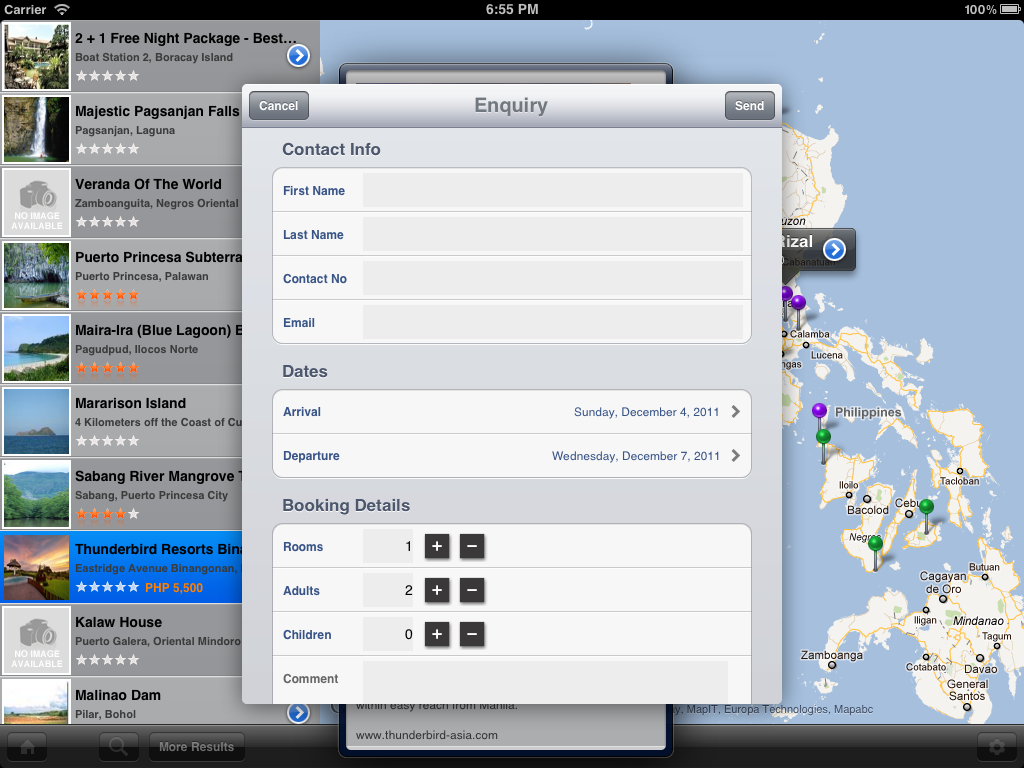 Carrier
6:55 PM
100%
2 + 1 Free Night Package - Best...
Boat Station 2, Boracay Island
Majestic Pagsanjan Falls
Pagsanjan, Laguna
NO IMAGE
AVAILABLE
Veranda Of The World
Zamboanguita, Negros Oriental
Puerto Princesa Subterra
Puerto Princesa, Palawan
Maira-Ira (Blue Lagoon) B
Pagudpud, Ilocos Norte
Mararison Island
4 Kilometers off the Coast of Cu
Sabang River Mangrove T
Sabang, Puerto Princesa City
Thunderbird Resorts Bina
Eastridge Avenue Binangonan,
PHP 5,500
NO IMAGE
AVAILABLE
Kalaw House
Puerto Galera, Oriental Mindoro
Malinao Dam
Pilar, Bohol
More Results
Cancel
Enquiry
Send
Contact Info
First Name
Last Name
Contact No
Email
Dates
Arrival
Sunday, December 4, 2011
Departure
Wednesday, December 7, 2011
Booking Details
Rooms
1
+
−
Adults
2
+
−
Children
0
+
−
Comment
within easy reach from Manila.
www.thunderbird-asia.com
uzon
Rizal
Cabanatuan
Calamba
Lucena
ngas
Philippines
Iloilo
Bacolod
Cebu
Tacloban
Negros
Butuan
Cagayan
de Oro
Iligan
Mindanao
Tagum
Zamboanga
Cotabato
Davao
General
Santos
y, MapIT, Europa Technologies, Mapabc